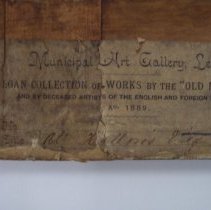 Municipal Art Gallery, Le
LOAN COLLECTION OF WORKS BY THE "OLD M
AND BY DECEASED ARTISTS OF THE ENGLISH AND FOREIGN
1889.